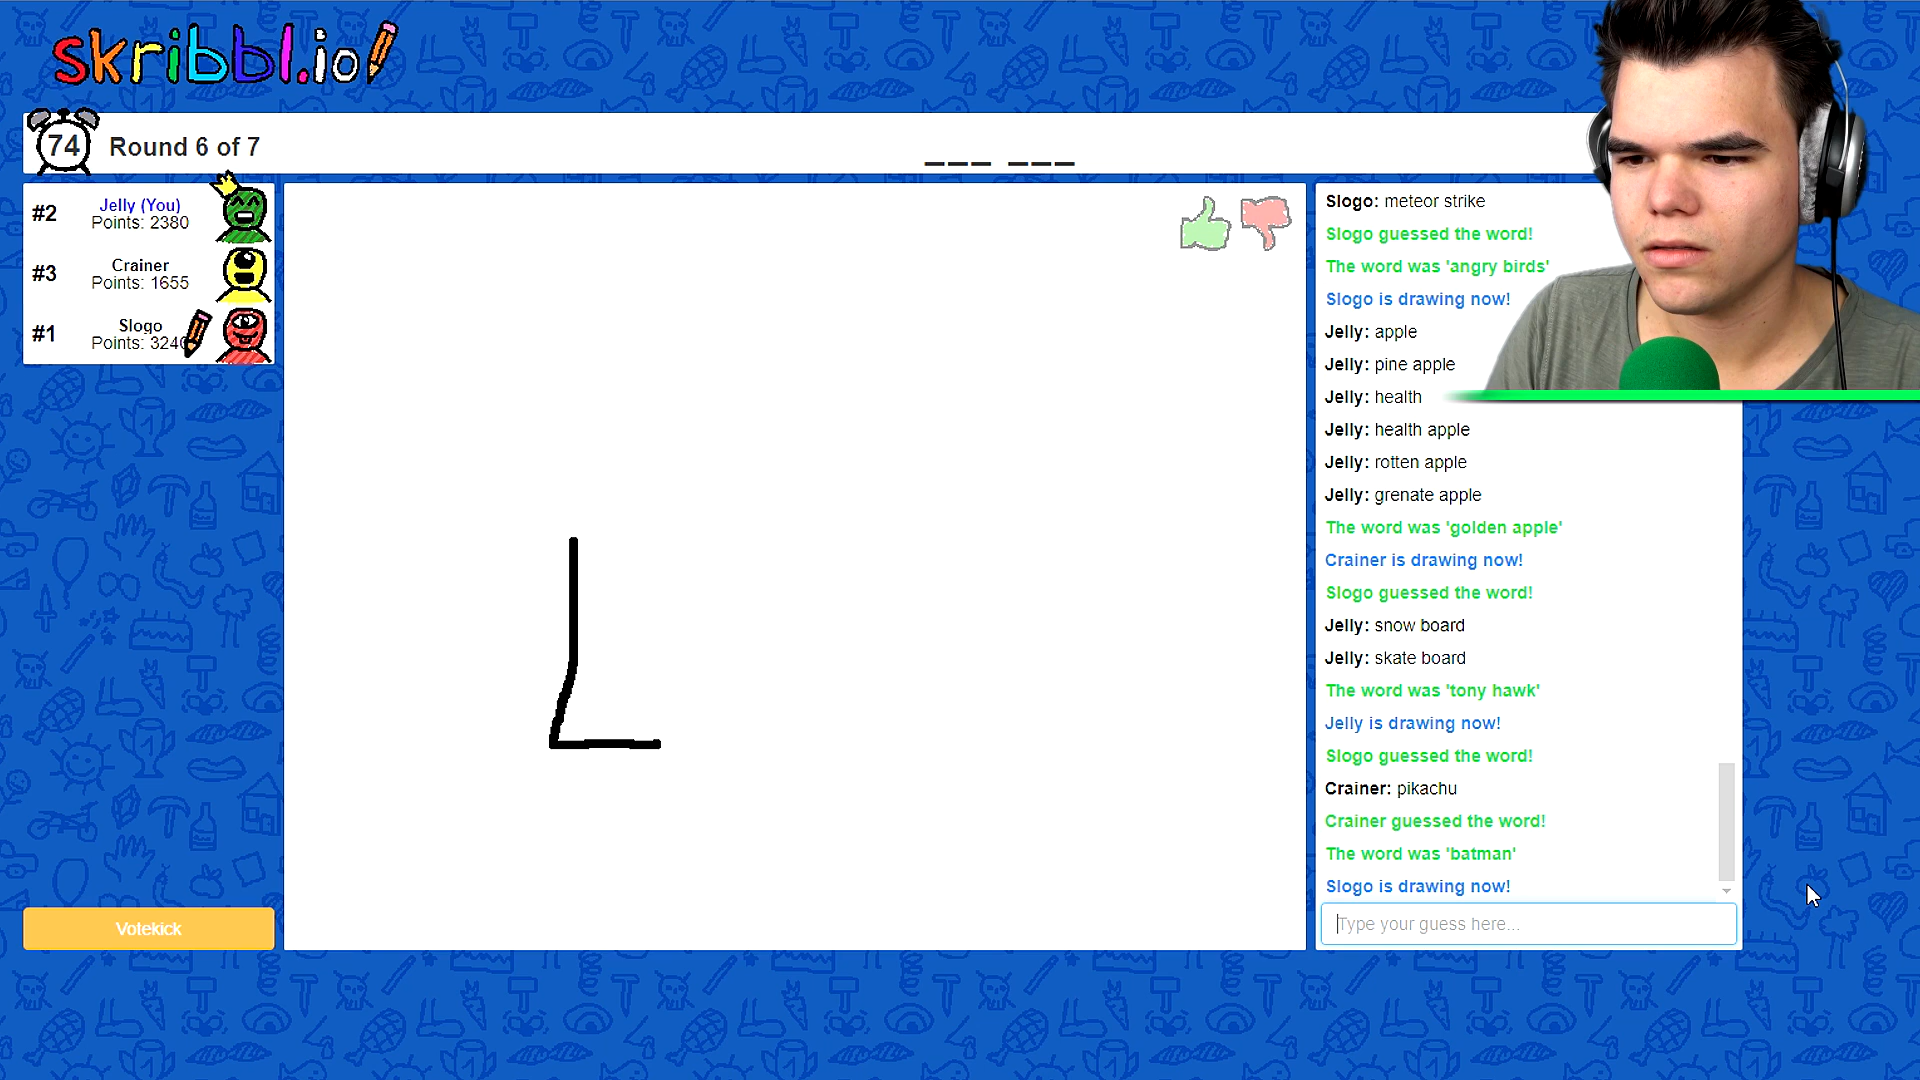 skribbl.io
74
Round 6 of 7
___ ___
#2
Jelly (You)
Points: 2380
#3
Crainer
Points: 1655
#1
Slogo
Points: 3240
Votekick
Slogo: meteor strike
Slogo guessed the word!
The word was 'angry birds'
Slogo is drawing now!
Jelly: apple
Jelly: pine apple
Jelly: health
Jelly: health apple
Jelly: rotten apple
Jelly: grenate apple
The word was 'golden apple'
Crainer is drawing now!
Slogo guessed the word!
Jelly: snow board
Jelly: skate board
The word was 'tony hawk'
Jelly is drawing now!
Slogo guessed the word!
Crainer: pikachu
Crainer guessed the word!
The word was 'batman'
Slogo is drawing now!
Type your guess here...